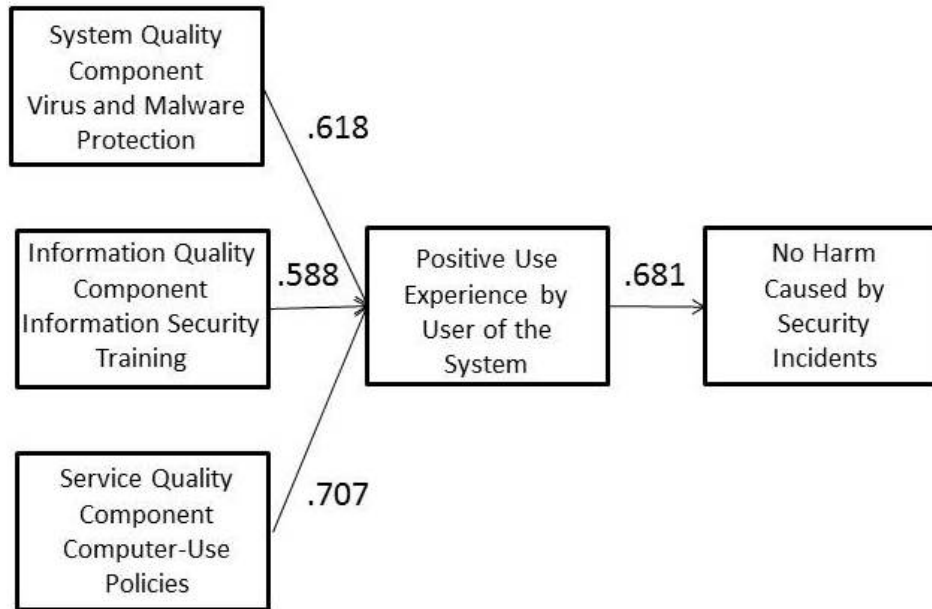 System Quality
Component
Virus and Malware
Protection
.618
Information Quality
Component
Information Security
Training
.588
Positive Use
Experience by
User of the
System
.681
No Harm
Caused by
Security
Incidents
Service Quality
Component
Computer-Use
Policies
.707